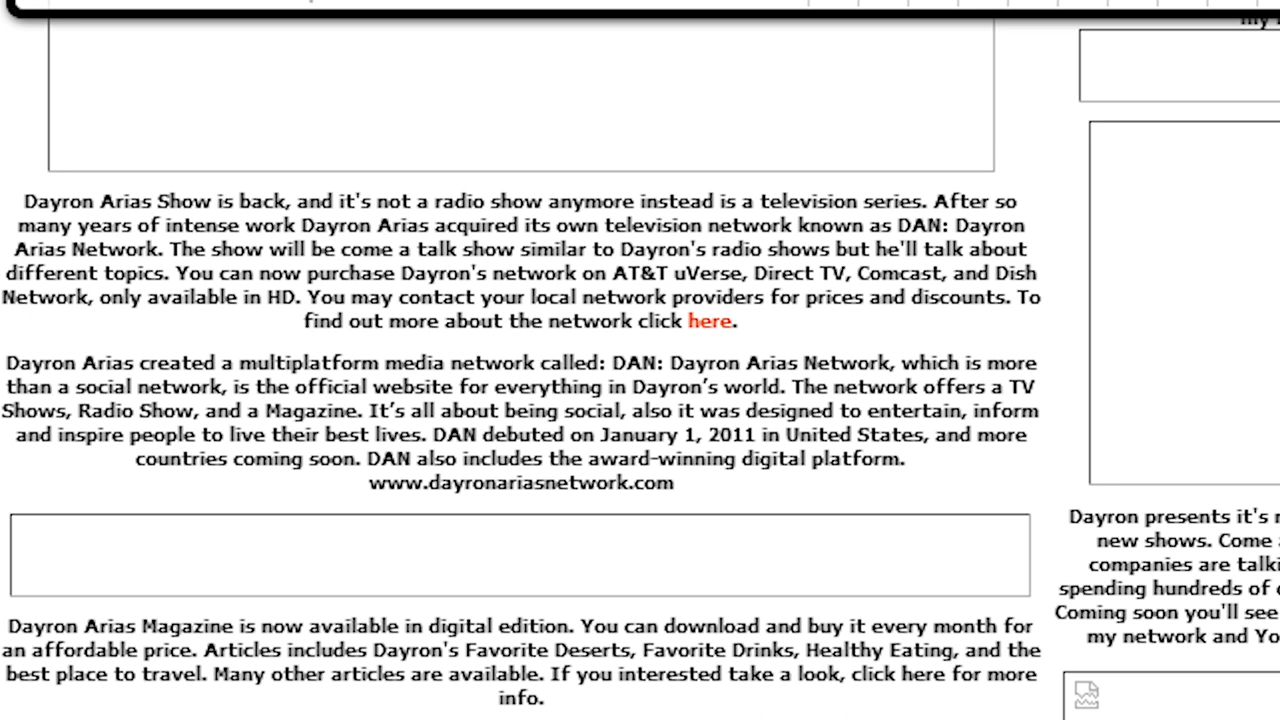 Dayron Arias Show is back, and it's not a radio show anymore instead is a television series. After so
many years of intense work Dayron Arias acquired its own television network known as DAN: Dayron
Arias Network. The show will be come a talk show similar to Dayron's radio shows but he'll talk about
different topics. You can now purchase Dayron's network on AT&T uVerse, Direct TV, Comcast, and Dish
Network, only available in HD. You may contact your local network providers for prices and discounts. To
find out more about the network click here.
Dayron Arias created a multiplatform media network called: DAN: Dayron Arias Network, which is more
than a social network, is the official website for everything in Dayron’s world. The network offers a TV
Shows, Radio Show, and a Magazine. It’s all about being social, also it was designed to entertain, inform
and inspire people to live their best lives. DAN debuted on January 1, 2011 in United States, and more
countries coming soon. DAN also includes the award-winning digital platform.
www.dayronariasnetwork.com
Dayron Arias Magazine is now available in digital edition. You can download and buy it every month for
an affordable price. Articles includes Dayron's Favorite Deserts, Favorite Drinks, Healthy Eating, and the
best place to travel. Many other articles are available. If you interested take a look, click here for more
info.
my
Dayron presents it's
new shows. Come
companies are
spending hundreds of
Coming soon you'll see
my network and